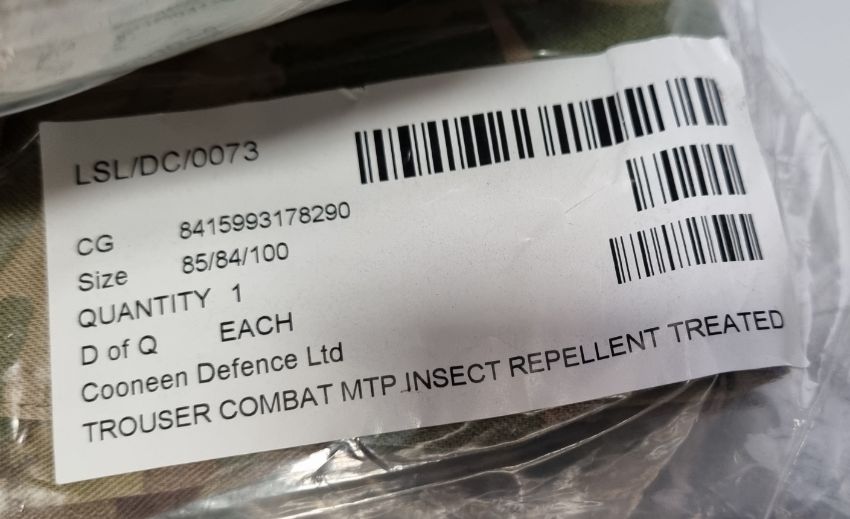 LSL/DC/0073
CG 8415993178290
Size 85/84/100
QUANTITY 1
D of Q EACH
Cooneen Defence Ltd
TROUSER COMBAT MTP INSECT REPELLENT TREATED